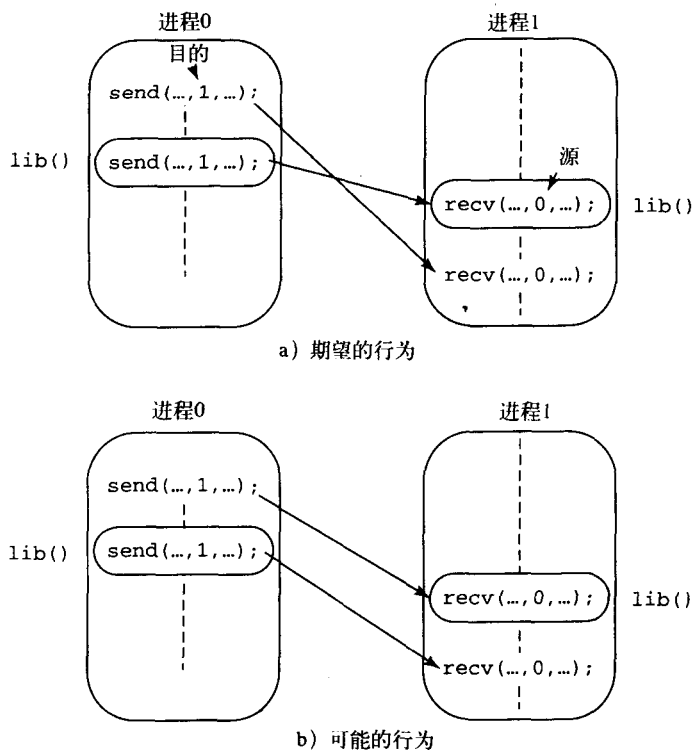 进程0 进程1
目的
send(…,1,…);
lib() send(…,1,…);
源
recv(…,0,…); lib()
recv(…,0,…);
a) 期望的行为
进程0 进程1
send(…,1,…);
lib() send(…,1,…);
recv(…,0,…); lib()
recv(…,0,…);
b) 可能的行为